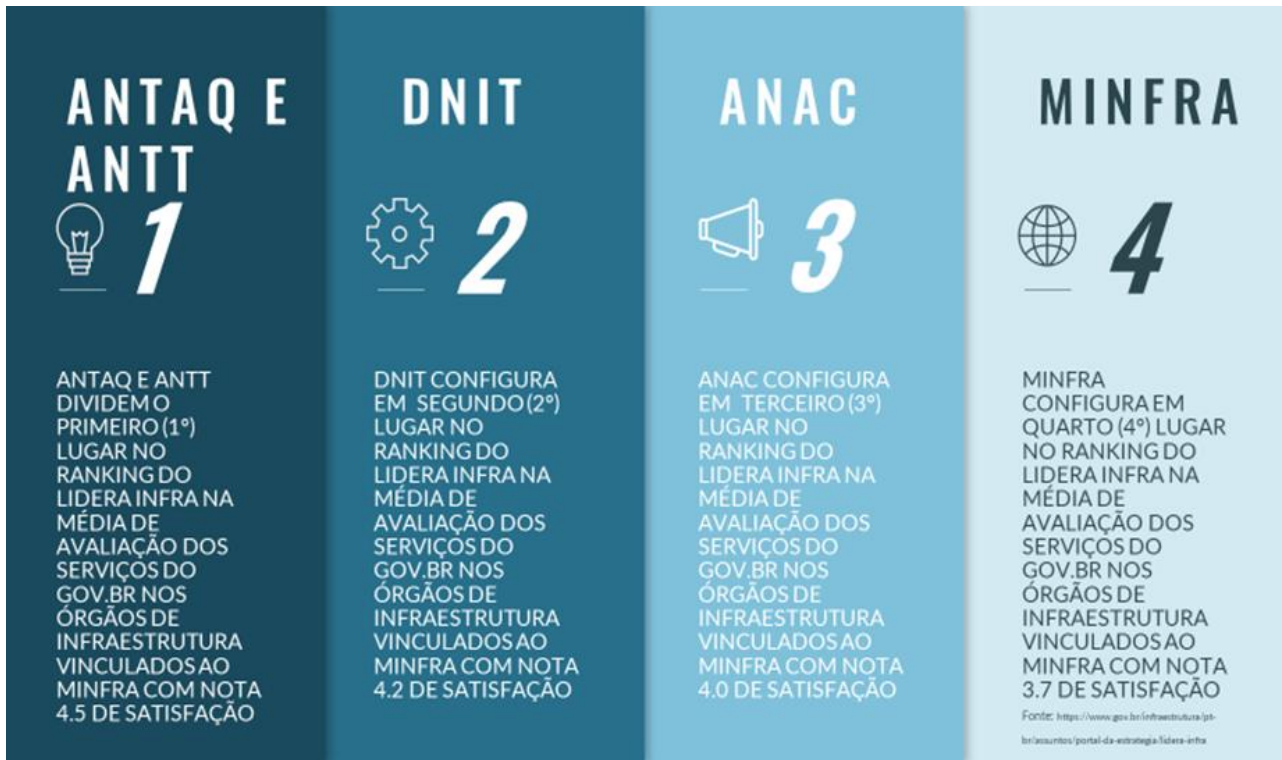 ANTAQ E
ANTT
1
ANTAQ E ANTT
DIVIDEM O
PRIMEIRO (1º)
LUGAR NO
RANKING DO
LIDERA INFRA NA
MÉDIA DE
AVALIAÇÃO DOS
SERVIÇOS DO
GOV.BR NOS
ÓRGÃOS DE
INFRAESTRUTURA
VINCULADOS AO
MINFRA COM NOTA
4.5 DE SATISFAÇÃO
DNIT
2
DNIT CONFIGURA
EM SEGUNDO (2º)
LUGAR NO
RANKING DO
LIDERA INFRA NA
MÉDIA DE
AVALIAÇÃO DOS
SERVIÇOS DO
GOV.BR NOS
ÓRGÃOS DE
INFRAESTRUTURA
VINCULADOS AO
MINFRA COM NOTA
4.2 DE SATISFAÇÃO
ANAC
3
ANAC CONFIGURA
EM TERCEIRO (3º)
LUGAR NO
RANKING DO
LIDERA INFRA NA
MÉDIA DE
AVALIAÇÃO DOS
SERVIÇOS DO
GOV.BR NOS
ÓRGÃOS DE
INFRAESTRUTURA
VINCULADOS AO
MINFRA COM NOTA
4.0 DE SATISFAÇÃO
MINFRA
4
MINFRA
CONFIGURA EM
QUARTO (4º) LUGAR
NO RANKING DO
LIDERA INFRA NA
MÉDIA DE
AVALIAÇÃO DOS
SERVIÇOS DO
GOV.BR NOS
ÓRGÃOS DE
INFRAESTRUTURA
VINCULADOS AO
MINFRA COM NOTA
3.7 DE SATISFAÇÃO
Fonte: https://www.gov.br/infraestrutura/pt-
br/assuntos/portal-da-estrategia/lidera-infra